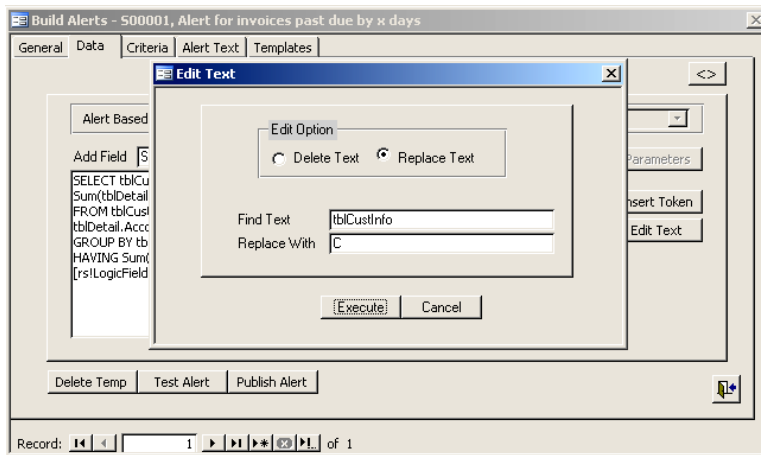 Build Alerts - S00001, Alert for invoices past due by x days
General Data Criteria Alert Text Templates
Edit Text
<>
Alert Based
Edit Option
Delete Text Replace Text
Add Field S
Parameters
SELECT tblCu
Sum(tblDetail
FROM tblCust
tblDetail.Acco
GROUP BY tb
HAVING Sum(
[rs!LogicField
nsert Token
Edit Text
Find Text tblCustInfo
Replace With C
Execute Cancel
Delete Temp Test Alert Publish Alert
Record: 1 of 1